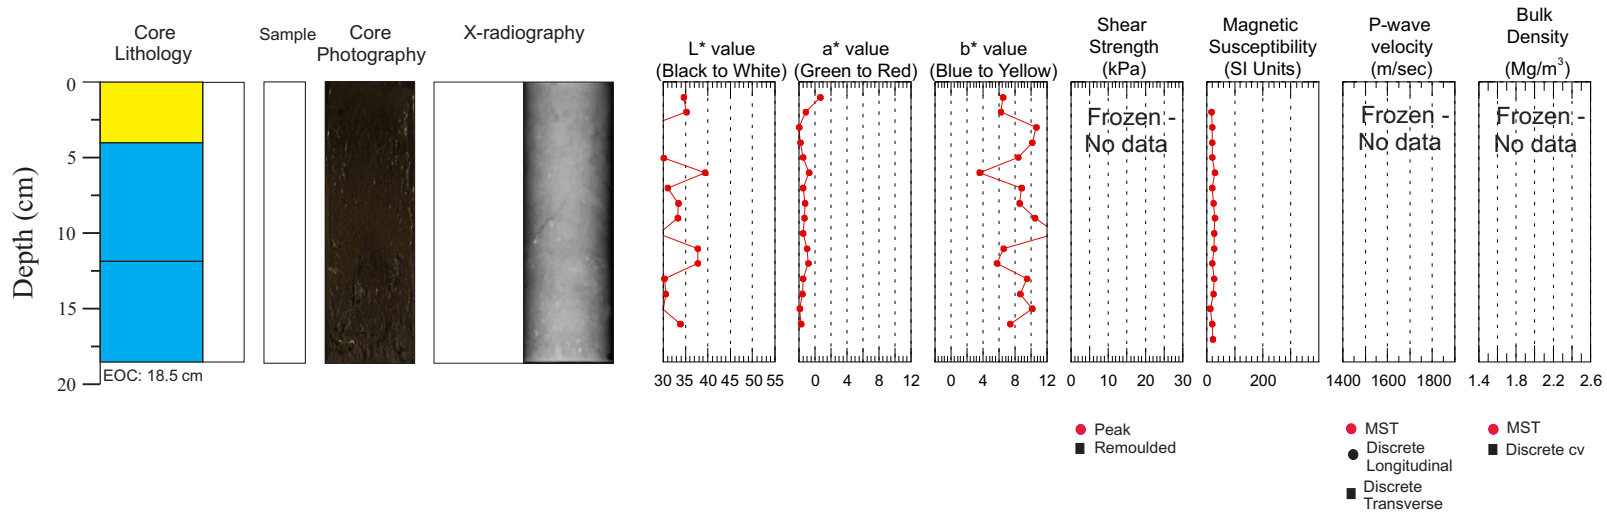 Core
Lithology
Sample
Core
Photography
X-radiography
L* value
(Black to White)
a* value
(Green to Red)
b* value
(Blue to Yellow)
Shear
Strength
(kPa)
Magnetic
Susceptibility
(SI Units)
P-wave
velocity
(m/sec)
Bulk
Density
(Mg/m³)
Depth (cm)
0
5
10
15
20
EOC: 18.5 cm
Frozen -
No data
Frozen -
No data
Frozen -
No data
30 35 40 45 50 55
0 4 8 12
0 4 8 12
0 10 20 30
0 200
1400 1600 1800
1.4 1.8 2.2 2.6
Peak
Remoulded
MST
Discrete
Longitudinal
Discrete
Transverse
MST
Discrete cv